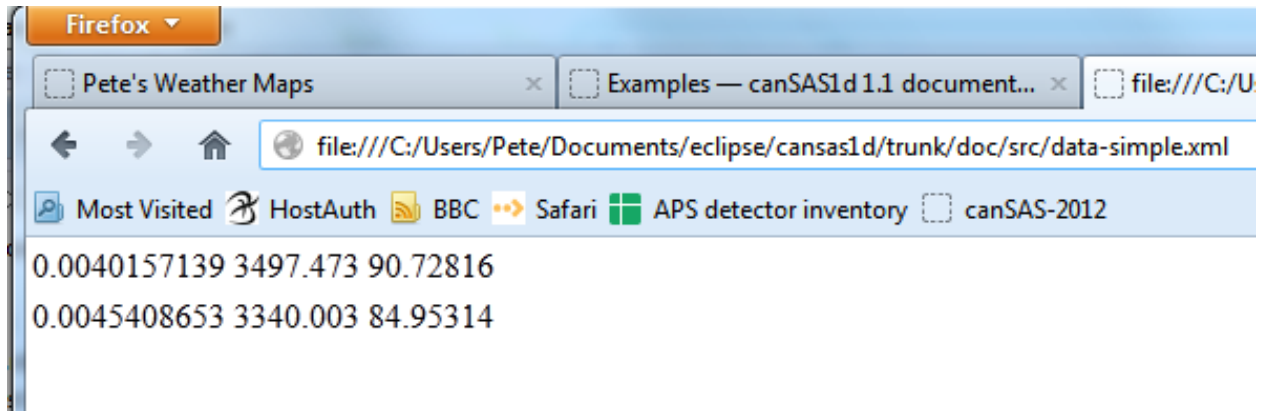 Firefox
Pete's Weather Maps × Examples — canSAS1d 1.1 document... × file:///C:/U
file:///C:/Users/Pete/Documents/eclipse/cansas1d/trunk/doc/src/data-simple.xml
Most Visited HostAuth BBC Safari APS detector inventory canSAS-2012
0.0040157139 3497.473 90.72816
0.0045408653 3340.003 84.95314